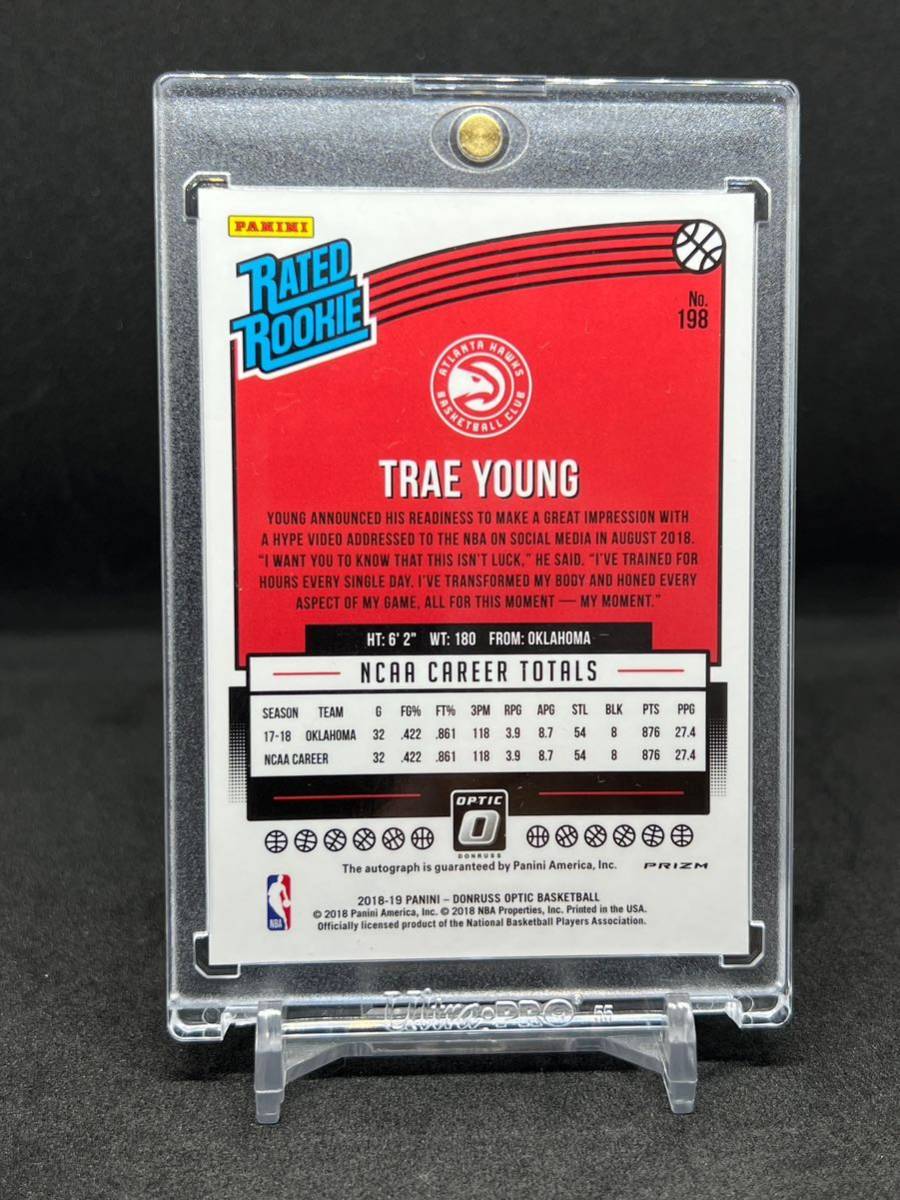 PANINI
RATED
ROOKIE
No.
198
ATLANTA HAWKS
BASKETBALL CLUB
TRAE YOUNG
YOUNG ANNOUNCED HIS READINESS TO MAKE A GREAT IMPRESSION WITH
A HYPE VIDEO ADDRESSED TO THE NBA ON SOCIAL MEDIA IN AUGUST 2018.
"I WANT YOU TO KNOW THAT THIS ISN'T LUCK," HE SAID. "I'VE TRAINED FOR
HOURS EVERY SINGLE DAY. I'VE TRANSFORMED MY BODY AND HONED EVERY
ASPECT OF MY GAME, ALL FOR THIS MOMENT — MY MOMENT."
HT: 6' 2" WT: 180 FROM: OKLAHOMA
NCAA CAREER TOTALS
SEASON TEAM G FG% FT% 3PM RPG APG STL BLK PTS PPG
17-18 OKLAHOMA 32 .422 .861 118 3.9 8.7 54 8 876 27.4
NCAA CAREER 32 .422 .861 118 3.9 8.7 54 8 876 27.4
OPTIC
O
DONRUSS
The autograph is guaranteed by Panini America, Inc.
PRIZM
NBA
2018-19 PANINI – DONRUSS OPTIC BASKETBALL
© 2018 Panini America, Inc. © 2018 NBA Properties, Inc. Printed in the USA.
Officially licensed product of the National Basketball Players Association.
Ultra·PRO® 55